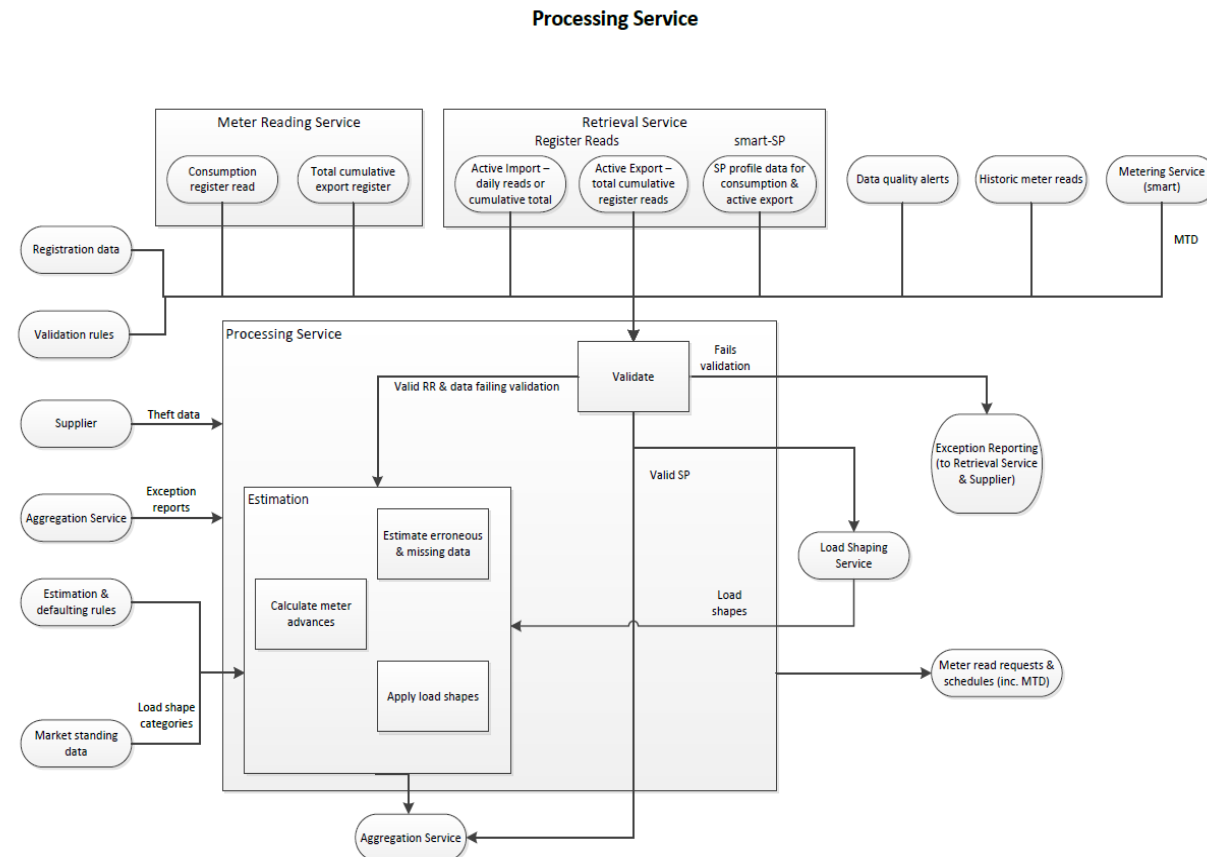 Processing Service
Meter Reading Service
Consumption
register read
Total cumulative
export register
Retrieval Service
Register Reads
smart-SP
Active Import –
daily reads or
cumulative total
Active Export –
total cumulative
register reads
SP profile data for
consumption &
active export
Data quality alerts
Historic meter reads
Metering Service
(smart)
MTD
Registration data
Validation rules
Processing Service
Validate
Fails
validation
Valid RR & data failing validation
Supplier
Theft data
Exception Reporting
(to Retrieval Service
& Supplier)
Valid SP
Aggregation Service
Exception
reports
Estimation
Estimate erroneous
& missing data
Load Shaping
Service
Calculate meter
advances
Load
shapes
Estimation &
defaulting rules
Apply load shapes
Meter read requests &
schedules (inc. MTD)
Load shape
categories
Market standing
data
Aggregation Service